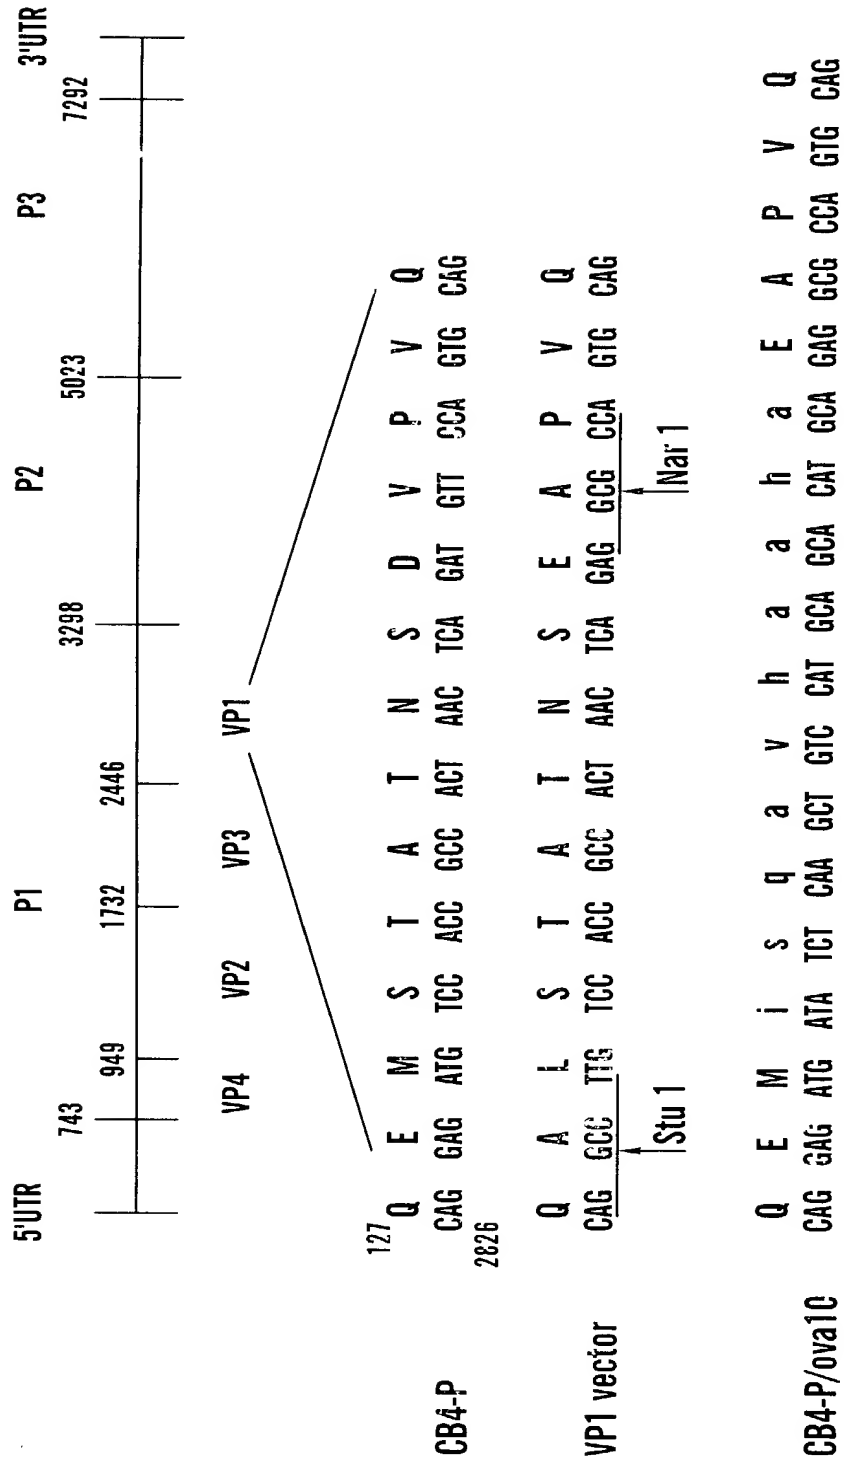 5'UTR P1 P2 P3 3'UTR
743 949 1732 2446 3298 5023 7292
VP4 VP2 VP3 VP1
127
Q E M S T A T N S D V P V Q
CB4-P CAG GAG ATG TCC ACC GCC ACT AAC TCA GAT GTT CCA GTG CAG
2826
Q A L S T A T N S E A P V Q
VP1 vector CAG GCC TTG TCC ACC GCC ACT AAC TCA GAG GCG CCA GTG CAG
Stu 1 Nar 1
Q E M i s q a v h a a h a E A P V Q
CB4-P/ova10 CAG GAG ATG ATA TCT CAA GCT GTC CAT GCA GCA CAT GCA GAG GCG CCA GTG CAG